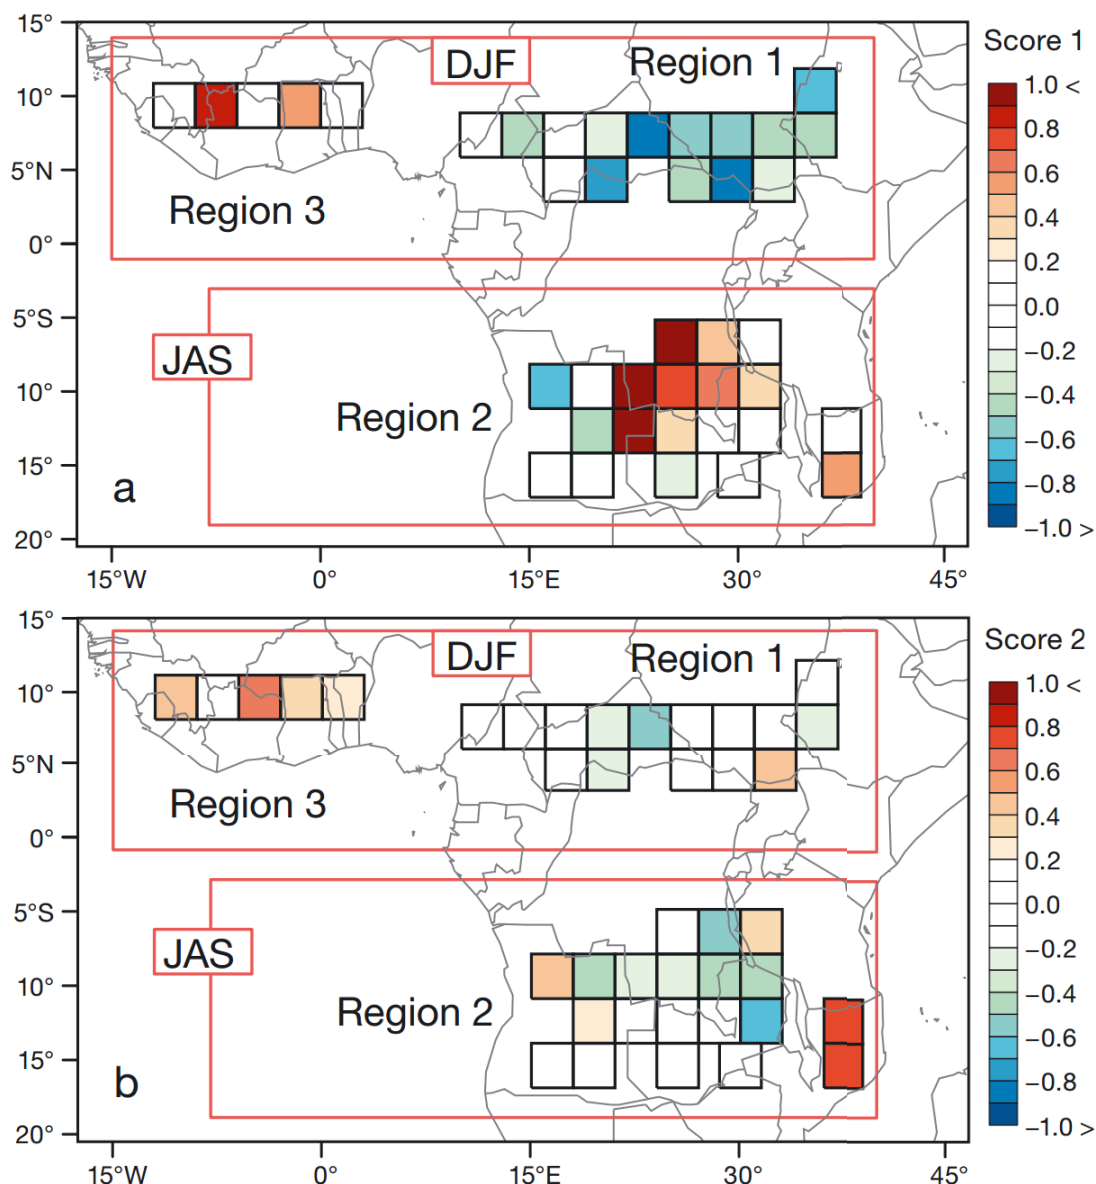 15°
10°
5°N
0°
5°S
10°
15°
20°
DJF
Region 1
Region 3
JAS
Region 2
a
15°W
0°
15°E
30°
45°
Score 1
1.0 <
0.8
0.6
0.4
0.2
0.0
−0.2
−0.4
−0.6
−0.8
−1.0 >
15°
10°
5°N
0°
5°S
10°
15°
20°
DJF
Region 1
Region 3
JAS
Region 2
b
15°W
0°
15°E
30°
45°
Score 2
1.0 <
0.8
0.6
0.4
0.2
0.0
−0.2
−0.4
−0.6
−0.8
−1.0 >